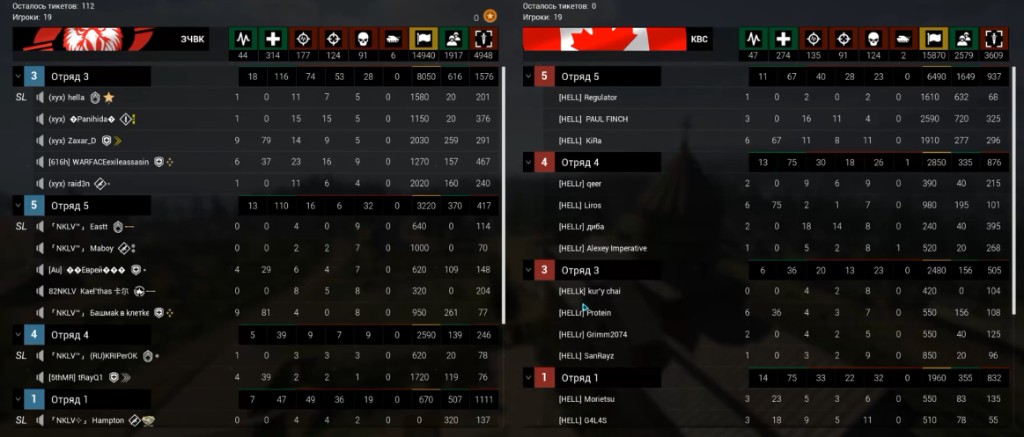 Осталось тикетов: 112
Игроки: 19
0
ЗЧВК
44 314 177 124 91 6 14940 1917 4948
3 Отряд 3 18 116 74 53 28 0 8050 616 1576
SL (xyx) hella 1 0 11 7 5 0 1580 20 201
(xyx) �Panihida� 1 0 15 15 5 0 1150 20 376
(xyx) Zaxar_D 9 79 14 9 5 0 2030 259 291
[616h] WARFACEexileassasin 6 37 23 16 9 0 1270 157 467
(xyx) raid3n 1 0 11 6 4 0 2020 160 240
5 Отряд 5 13 110 16 6 32 0 3220 370 417
SL 『NKLV™』 Eastt 0 0 4 0 9 0 640 0 114
『NKLV™』 Maboy 0 0 2 2 7 0 1000 0 70
[Au] ��Еврей��� 4 29 6 4 7 0 620 109 148
82NKLV Kael'thas 卡尔 0 0 8 5 8 0 320 0 204
『NKLV™』 Башмак в клетке 9 81 4 0 8 0 950 261 77
4 Отряд 4 5 39 9 7 9 0 2590 139 246
SL 『NKLV™』 (RU)KRIPerOK 1 0 3 3 3 0 620 20 78
[5thMR] tRayQ1 4 39 2 2 1 0 1720 119 76
1 Отряд 1 7 47 49 36 19 0 670 507 1111
SL 『NKLV✧』 Hampton 0 0 4 4 2 0 0 320 137
Осталось тикетов: 0
Игроки: 19
КВС
47 274 135 91 124 2 15870 2579 3609
5 Отряд 5 11 67 40 28 23 0 6490 1649 937
[HELL] Regulator 1 0 2 0 2 0 1610 632 68
[HELL] PAUL FINCH 3 0 16 11 4 0 2590 720 325
[HELL] KiRa 6 67 11 8 11 0 1910 277 296
4 Отряд 4 13 75 30 18 26 1 2850 335 876
[HELLr] qeer 2 0 9 6 9 0 390 40 215
[HELL] Liros 6 75 2 1 7 0 980 195 101
[HELLr] диба 2 0 18 14 8 0 240 40 395
[HELLr] Alexey Imperative 1 0 5 2 8 1 520 20 268
3 Отряд 3 6 36 20 13 23 0 2480 156 505
[HELLk] kur'y chai 0 0 4 2 8 0 420 0 104
[HELLr] Protein 6 36 4 3 7 0 550 156 108
[HELLr] Grimm2074 2 0 4 2 5 0 550 40 125
[HELL] SanRayz 1 0 3 2 9 0 850 20 96
1 Отряд 1 14 75 33 22 32 0 1960 355 832
[HELL] Morietsu 3 23 5 3 6 0 550 83 135
[HELL] G4L4S 3 18 9 5 11 0 510 78 55